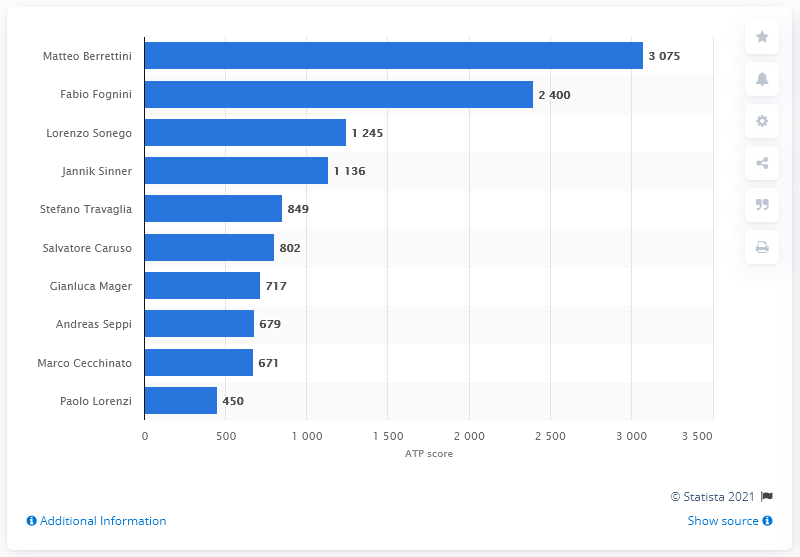 Matteo Berrettini 3 075
Fabio Fognini 2 400
Lorenzo Sonego 1 245
Jannik Sinner 1 136
Stefano Travaglia 849
Salvatore Caruso 802
Gianluca Mager 717
Andreas Seppi 679
Marco Cecchinato 671
Paolo Lorenzi 450
0 500 1 000 1 500 2 000 2 500 3 000 3 500
ATP score
© Statista 2021
Additional Information Show source